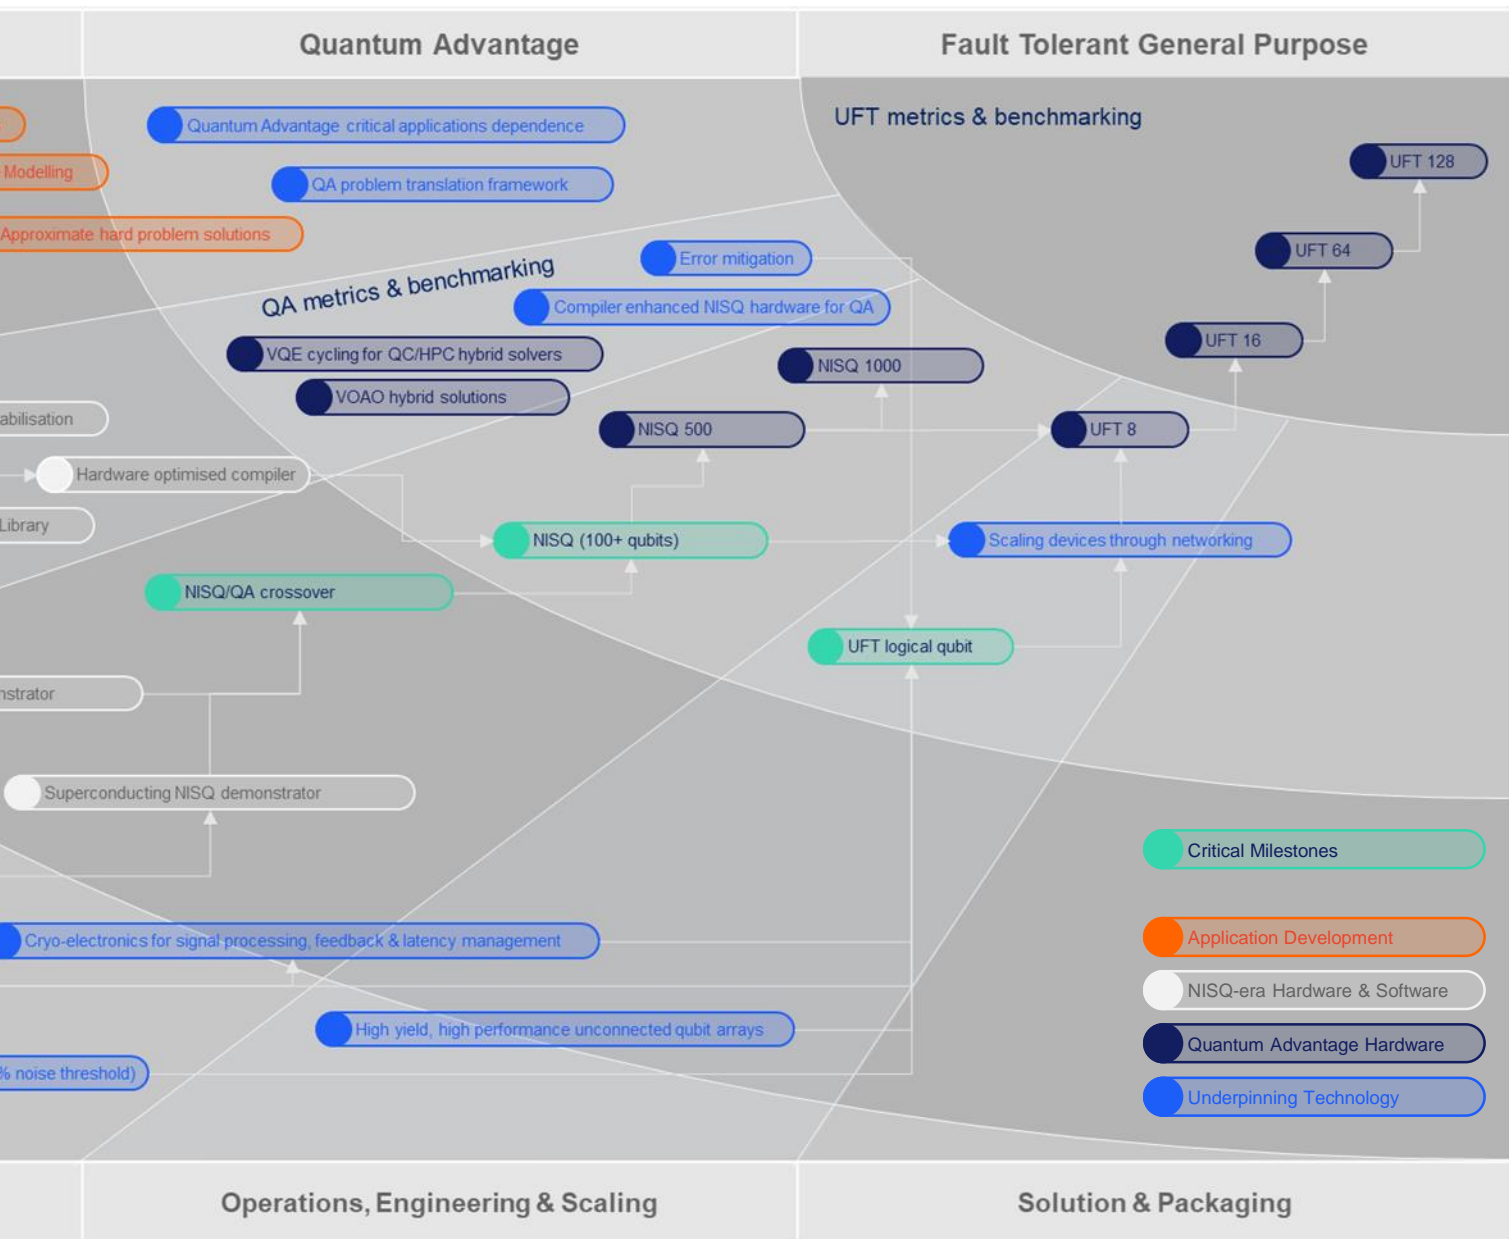 Quantum Advantage
Fault Tolerant General Purpose
Quantum Advantage critical applications dependence
UFT metrics & benchmarking
UFT 128
Modelling
QA problem translation framework
Approximate hard problem solutions
UFT 64
Error mitigation
QA metrics & benchmarking
Compiler enhanced NISQ hardware for QA
UFT 16
VQE cycling for QC/HPC hybrid solvers
NISQ 1000
VOAO hybrid solutions
abilisation
NISQ 500
UFT 8
Hardware optimised compiler
Library
NISQ (100+ qubits)
Scaling devices through networking
NISQ/QA crossover
UFT logical qubit
nstrator
Superconducting NISQ demonstrator
Critical Milestones
Cryo-electronics for signal processing, feedback & latency management
Application Development
NISQ-era Hardware & Software
High yield, high performance unconnected qubit arrays
Quantum Advantage Hardware
% noise threshold)
Underpinning Technology
Operations, Engineering & Scaling
Solution & Packaging